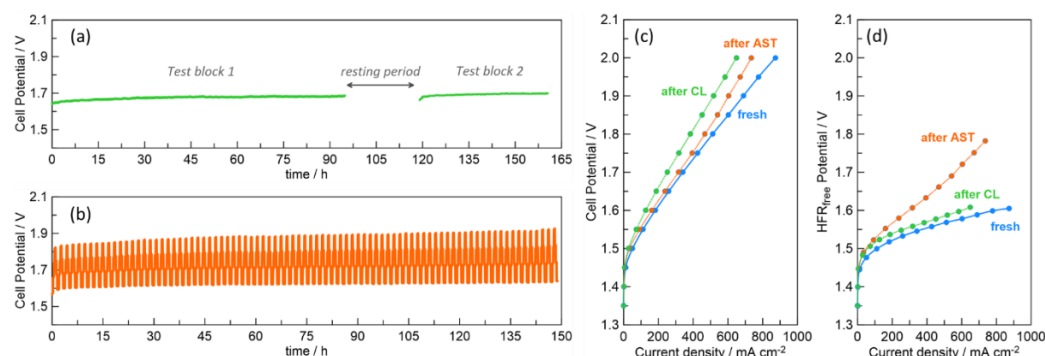 (a)
Cell Potential / V
2.1
1.9
1.7
1.5
Test block 1
resting period
Test block 2
0 15 30 45 60 75 90 105 120 135 150 165
time / h
(b)
Cell Potential / V
2.1
1.9
1.7
1.5
0 15 30 45 60 75 90 105 120 135 150
time / h
(c)
Cell Potential / V
2.1
2.0
1.9
1.8
1.7
1.6
1.5
1.4
1.3
after AST
after CL
fresh
0 200 400 600 800 1000
Current density / mA cm-2
(d)
HFRfree Potential / V
2.1
2.0
1.9
1.8
1.7
1.6
1.5
1.4
1.3
after AST
after CL
fresh
0 200 400 600 800 1000
Current density / mA cm-2